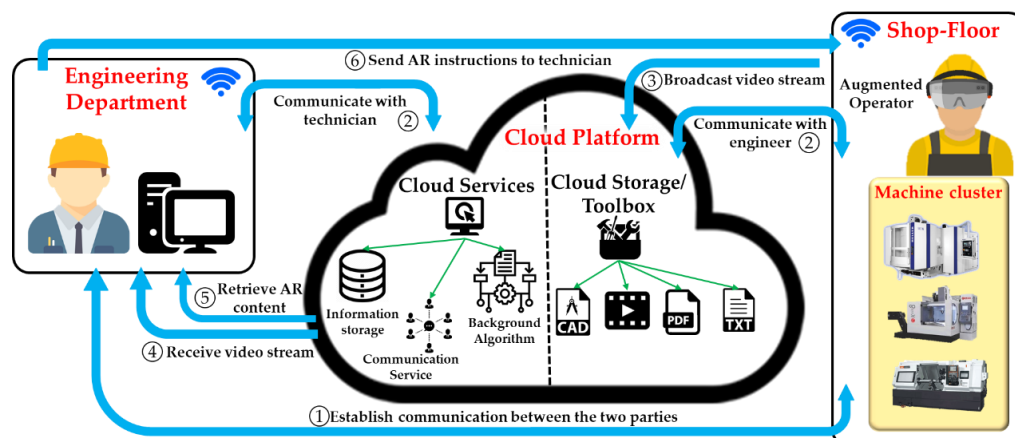 Engineering
Department
⑥ Send AR instructions to technician
Shop-Floor
③ Broadcast video stream
Augmented
Operator
Communicate with
technician ②
Communicate with
engineer ②
Cloud Platform
Cloud Services
Cloud Storage/
Toolbox
Machine cluster
Information
storage
Communication
Service
Background
Algorithm
CAD
PDF
TXT
⑤ Retrieve AR
content
④ Receive video stream
① Establish communication between the two parties